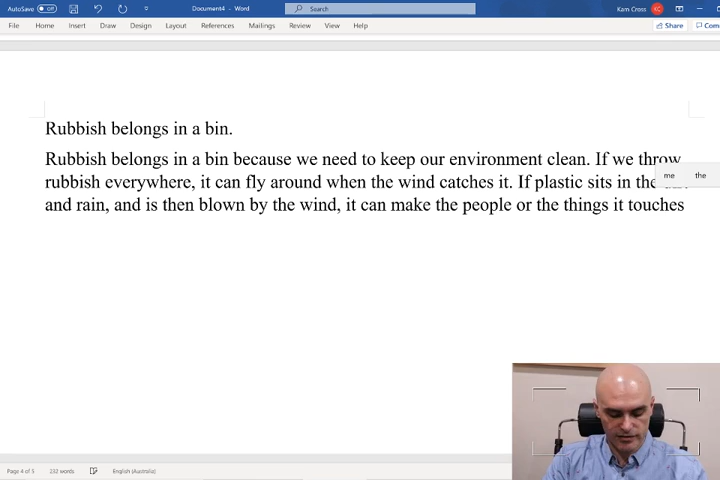 AutoSave Off Document4 - Word Search Kam Cross KC
File Home Insert Draw Design Layout References Mailings Review View Help Share Com
Rubbish belongs in a bin.
Rubbish belongs in a bin because we need to keep our environment clean. If we throw
me the
rubbish everywhere, it can fly around when the wind catches it. If plastic sits in the
and rain, and is then blown by the wind, it can make the people or the things it touches
Page 4 of 5 232 words English (Australia)